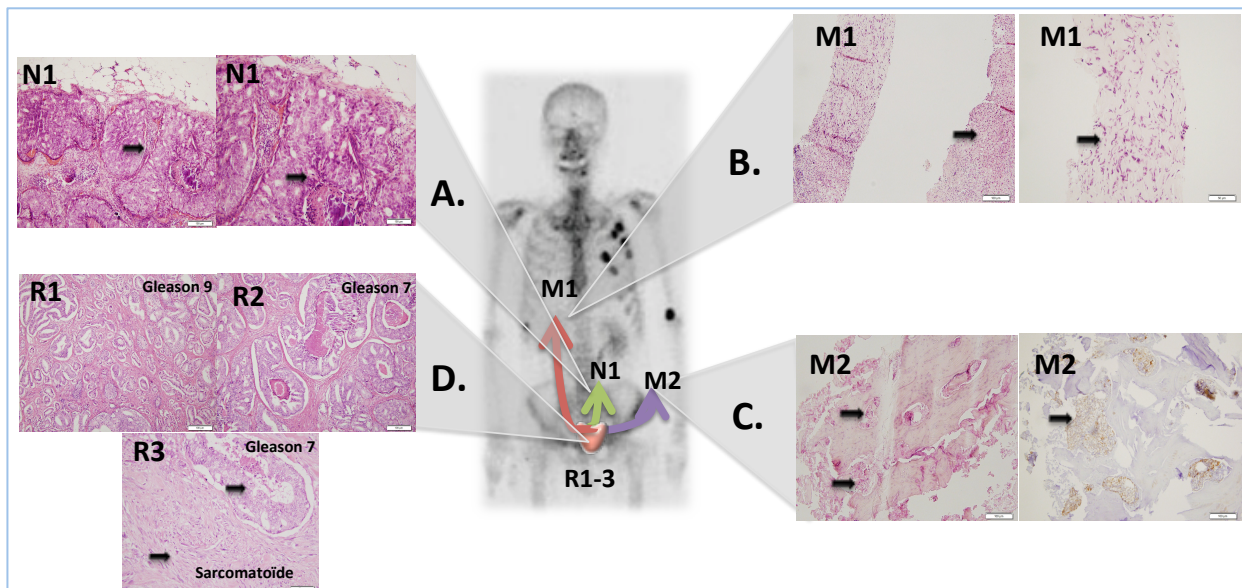 N1
N1
A.
M1
M1
B.
R1
Gleason 9
R2
Gleason 7
D.
R3
Gleason 7
Sarcomatoïde
M1
N1
M2
R1-3
C.
M2
M2